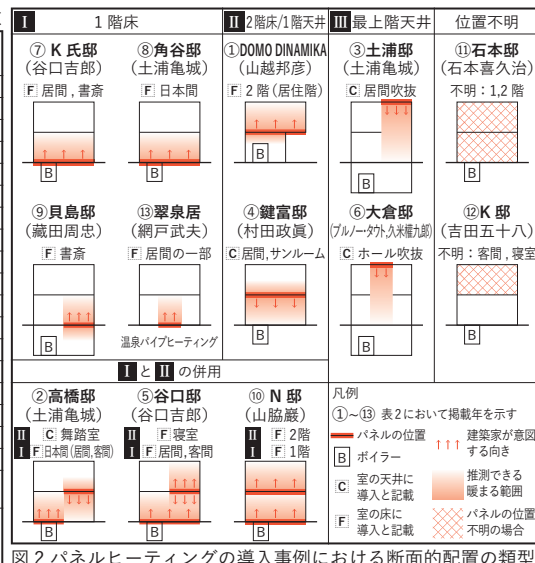 I 1 階床
II 2階床/1階天井
III 最上階天井
位置不明
⑦ K 氏邸
(谷口吉郎)
F 居間 , 書斎
B
⑧角谷邸
(土浦亀城)
F 日本間
B
①DOMO DINAMIKA
(山越邦彦)
F 2 階 (居住階)
B
③土浦邸
(土浦亀城)
C 居間吹抜
B
⑪石本邸
(石本喜久治)
不明 : 1,2 階
B
⑨貝島邸
(蔵田周忠)
F 書斎
B
⑬翠泉居
(網戸武夫)
F 居間の一部
温泉パイプヒーティング
④鍵富邸
(村田政眞)
C 居間,サンルーム
B
⑥大倉邸
(ブルノー・タウト,久米権九郎)
C ホール吹抜
B
⑫K 邸
(吉田五十八)
不明 : 客間 , 寝室
B
I と II の併用
②高橋邸
(土浦亀城)
II C 舞踏室
I F 日本間(居間,客間)
B
⑤谷口邸
(谷口吉郎)
II F 寝室
I F 居間,客間
B
⑩ N 邸
(山脇巌)
II F 2階
I F 1階
B
凡例
①~⑬ 表2において掲載年を示す
パネルの位置
B ボイラー
C 室の天井に
導入と記載
F 室の床に
導入と記載
建築家が意図
する向き
推測できる
暖まる範囲
パネルの位置
不明の場合
図 2 パネルヒーティングの導入事例における断面的配置の類型